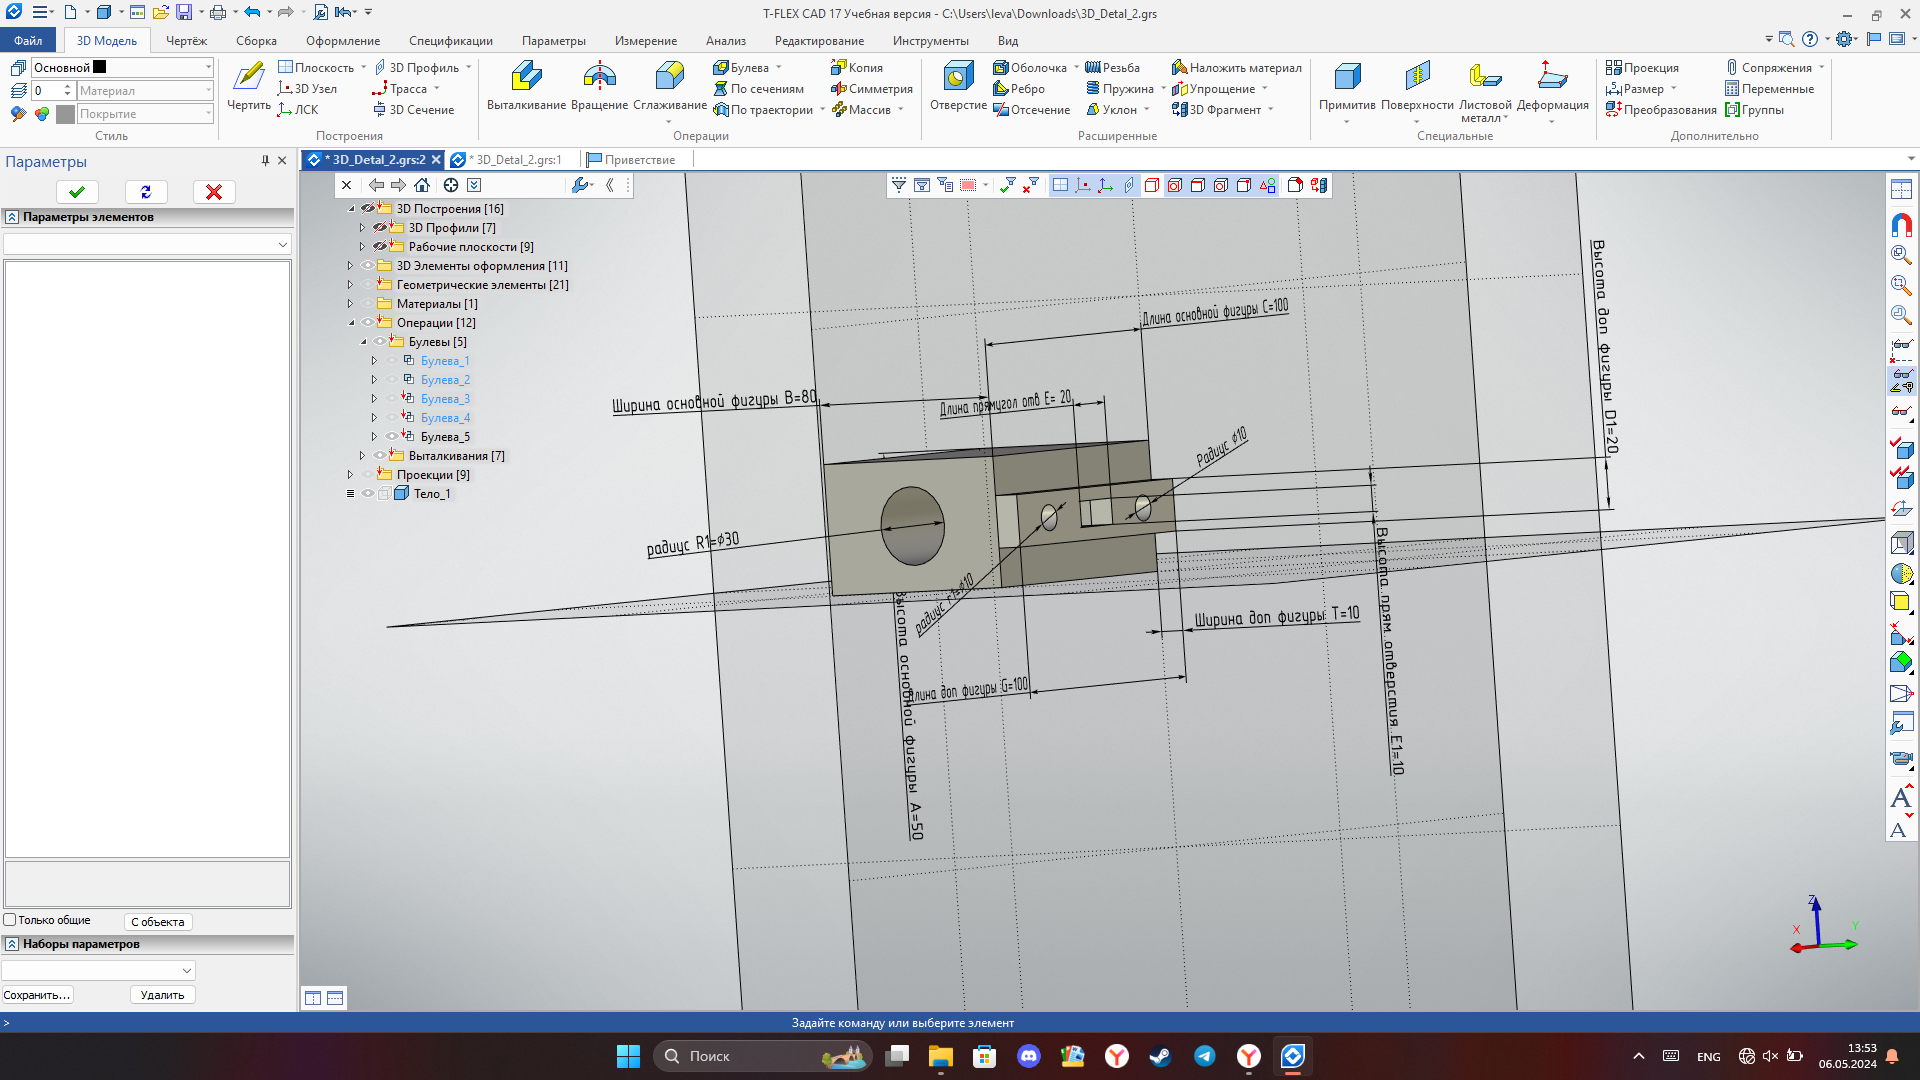 T-FLEX CAD 17 Учебная версия - C:\Users\leva\Downloads\3D_Detal_2.grs
Файл
3D Модель
Чертёж
Сборка
Оформление
Спецификации
Параметры
Измерение
Анализ
Редактирование
Инструменты
Вид
Основной
0
Материал
Покрытие
Стиль
Чертить
Плоскость
3D Узел
ЛСК
3D Профиль
Трасса
3D Сечение
Построения
Выталкивание
Вращение
Сглаживание
Булева
По сечениям
По траектории
Копия
Симметрия
Массив
Операции
Отверстие
Оболочка
Ребро
Отсечение
Резьба
Пружина
Уклон
Наложить материал
Упрощение
3D Фрагмент
Расширенные
Примитив
Поверхности
Листовой металл
Деформация
Специальные
Проекция
Размер
Преобразования
Сопряжения
Переменные
Группы
Дополнительно
Параметры
* 3D_Detal_2.grs:2
* 3D_Detal_2.grs:1
Приветствие
Параметры элементов
3D Построения [16]
3D Профили [7]
Рабочие плоскости [9]
3D Элементы оформления [11]
Геометрические элементы [21]
Материалы [1]
Операции [12]
Булевы [5]
Булева_1
Булева_2
Булева_3
Булева_4
Булева_5
Выталкивания [7]
Проекции [9]
Тело_1
Длина основной фигуры C=100
Высота доп фигуры D1=20
Ширина основной фигуры B=80
Длина прямугол отв E= 20
Радиус ϕ10
радиус R1=ϕ30
радиус r1=ϕ10
Высота основной фигуры A=50
Ширина доп фигуры T=10
Высота прям. отверстия E1=10
Длина доп фигуры G=100
Z
X
Y
Только общие
С объекта
Наборы параметров
Сохранить...
Удалить
>
Задайте команду или выберите элемент
Поиск
ENG
13:53
06.05.2024